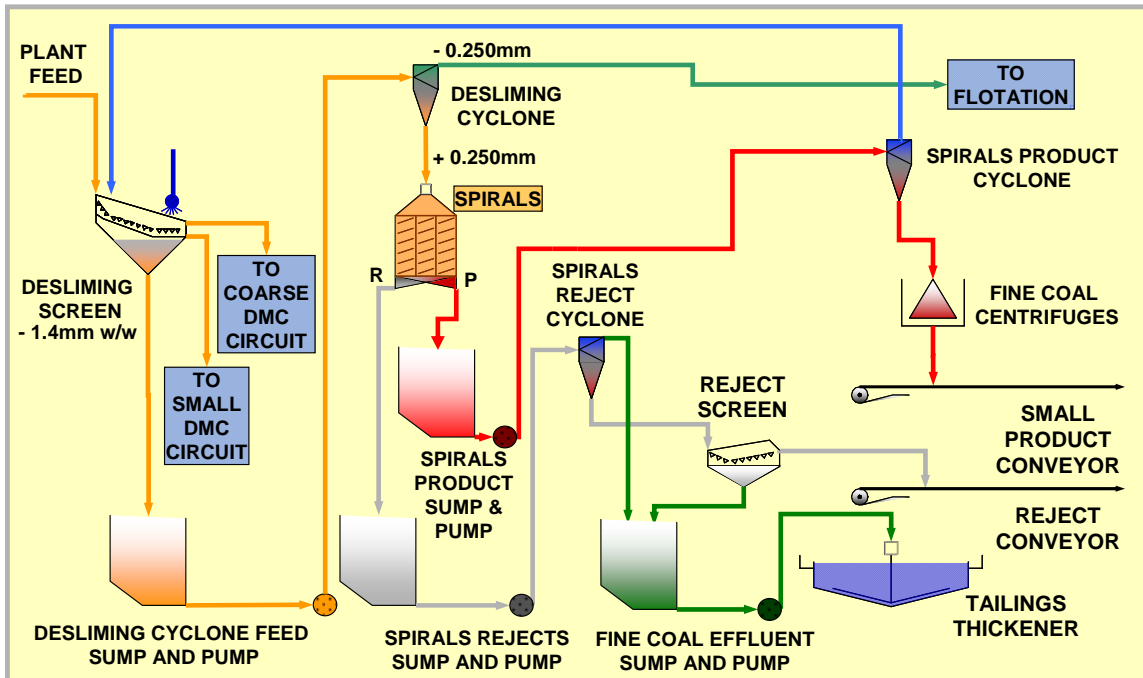 PLANT
FEED
- 0.250mm
DESLIMING
CYCLONE
TO
FLOTATION
+ 0.250mm
SPIRALS PRODUCT
CYCLONE
SPIRALS
R
P
DESLIMING
SCREEN
- 1.4mm w/w
TO
COARSE
DMC
CIRCUIT
SPIRALS
REJECT
CYCLONE
FINE COAL
CENTRIFUGES
TO
SMALL
DMC
CIRCUIT
REJECT
SCREEN
SMALL
PRODUCT
CONVEYOR
SPIRALS
PRODUCT
SUMP &
PUMP
REJECT
CONVEYOR
TAILINGS
THICKENER
DESLIMING CYCLONE FEED
SUMP AND PUMP
SPIRALS REJECTS
SUMP AND PUMP
FINE COAL EFFLUENT
SUMP AND PUMP